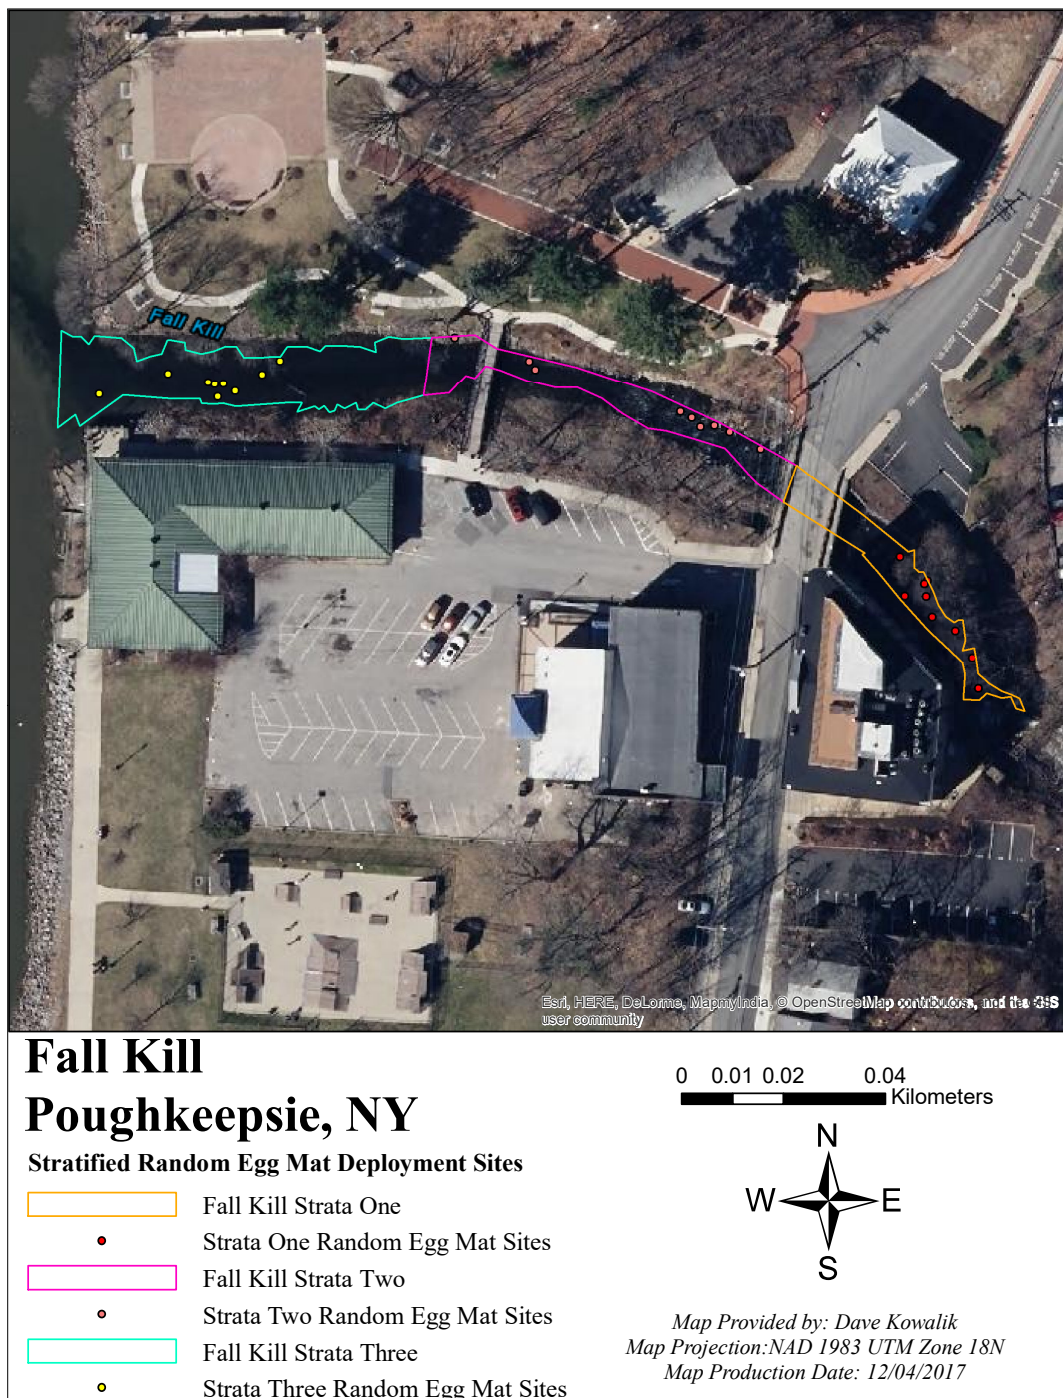 Fall Kill
Esri, HERE, DeLorme, MapmyIndia, © OpenStreetMap contributors, and the GIS
user community
Fall Kill
Poughkeepsie, NY
Stratified Random Egg Mat Deployment Sites
Fall Kill Strata One
Strata One Random Egg Mat Sites
Fall Kill Strata Two
Strata Two Random Egg Mat Sites
Fall Kill Strata Three
Strata Three Random Egg Mat Sites
0 0.01 0.02 0.04
Kilometers
N
W E
S
Map Provided by: Dave Kowalik
Map Projection:NAD 1983 UTM Zone 18N
Map Production Date: 12/04/2017